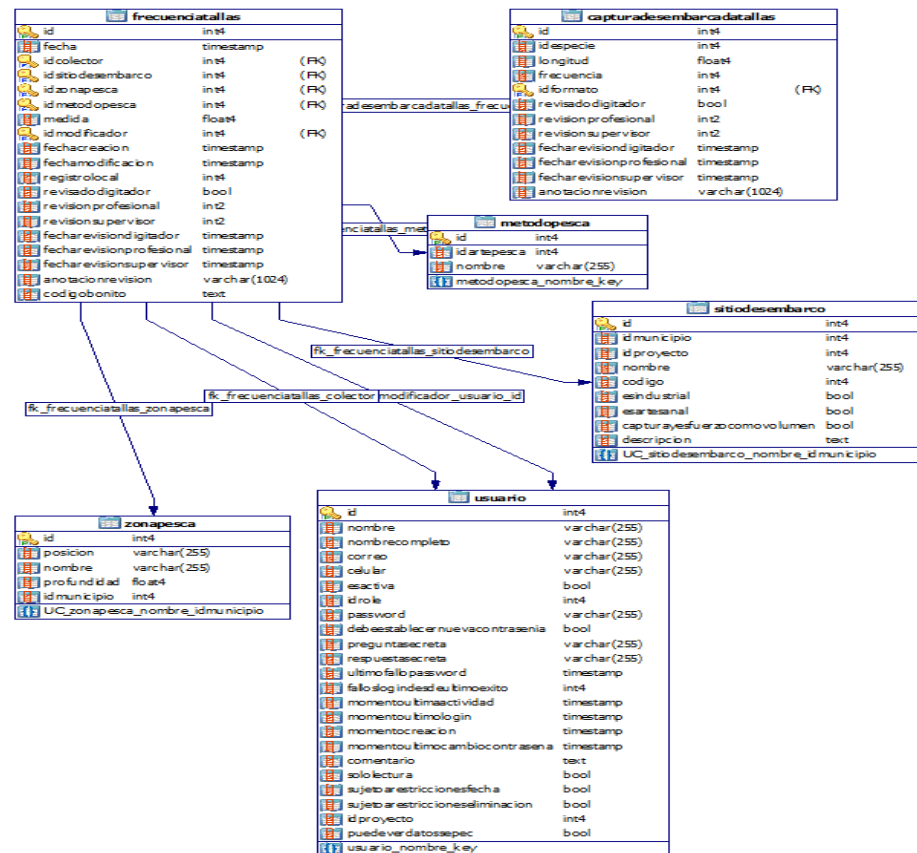 frecuenciatallas
id int4
fecha timestamp
idcolector int4 (FK)
idsitiodesembarco int4 (FK)
idzonapesca int4 (FK)
idmetodopesca int4 (FK)
medida float4
idmodificador int4 (FK)
fechacreacion timestamp
fechamodificacion timestamp
registrolocal int4
revisadodigitador bool
revisionprofesional int2
revisionsupervisor int2
fecharevisiondigitador timestamp
fecharevisionprofesional timestamp
fecharevisionsupervisor timestamp
anotacionrevision varchar(1024)
codigobonito text
capturadesembarcadatallas
id int4
idespecie int4
longitud float4
frecuencia int4
idformato int4 (FK)
revisadodigitador bool
revisionprofesional int2
revisionsupervisor int2
fecharevisiondigitador timestamp
fecharevisionprofesional timestamp
fecharevisionsupervisor timestamp
anotacionrevision varchar(1024)
radesembarcadatallas_frecu
metodopesca
id int4
idartepesca int4
nombre varchar(255)
metodopesca_nombre_key
enciatallas_met
sitiodesembarco
id int4
idmunicipio int4
idproyecto int4
nombre varchar(255)
codigo int4
esindustrial bool
esartesanal bool
capturayesfuerzocomovolumen bool
descripcion text
UC_sitiodesembarco_nombre_idmunicipio
fk_frecuenciatallas_sitiodesembarco
fk_frecuenciatallas_colector
modificador_usuario_id
fk_frecuenciatallas_zonapesca
zonapesca
id int4
posicion varchar(255)
nombre varchar(255)
profundidad float4
idmunicipio int4
UC_zonapesca_nombre_idmunicipio
usuario
id int4
nombre varchar(255)
nombrecompleto varchar(255)
correo varchar(255)
celular varchar(255)
esactiva bool
idrole int4
password varchar(255)
debeestablecernuevacontrasenia bool
preguntasecreta varchar(255)
respuestasecreta varchar(255)
ultimofallopassword timestamp
falloslogindesdeultimoexito int4
momentoultimaactividad timestamp
momentoultimologin timestamp
momentocreacion timestamp
momentoultimocambiocontrasena timestamp
comentario text
sololectura bool
sujetoarestriccionesfecha bool
sujetoarestriccioneseliminacion bool
idproyecto int4
puedeverdatossepec bool
usuario_nombre_key